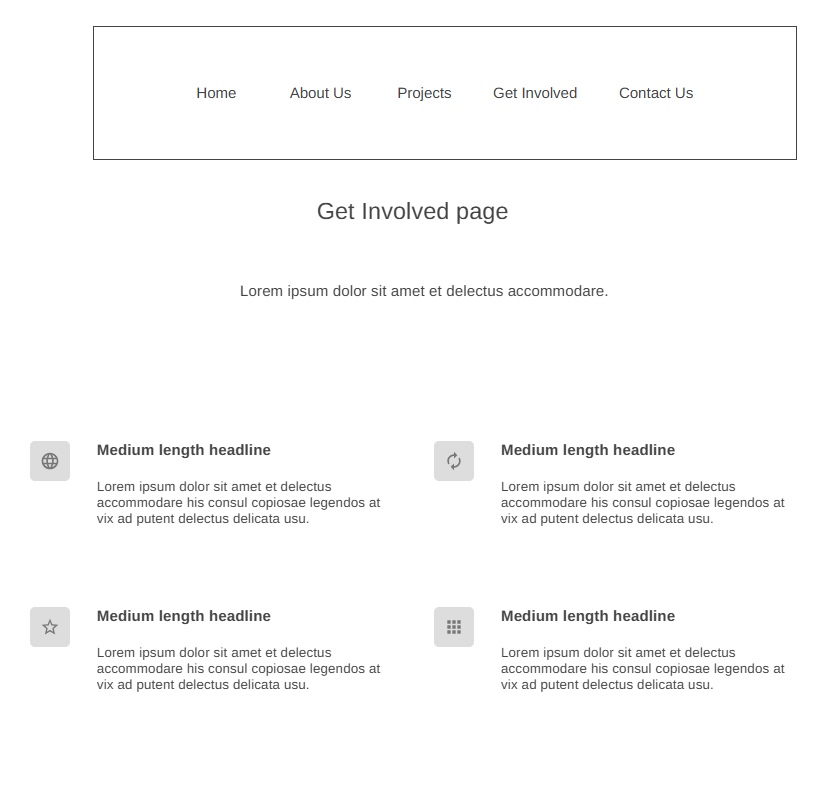 Home About Us Projects Get Involved Contact Us
Get Involved page
Lorem ipsum dolor sit amet et delectus accommodare.
Medium length headline
Lorem ipsum dolor sit amet et delectus
accommodare his consul copiosae legendos at
vix ad putent delectus delicata usu.
Medium length headline
Lorem ipsum dolor sit amet et delectus
accommodare his consul copiosae legendos at
vix ad putent delectus delicata usu.
Medium length headline
Lorem ipsum dolor sit amet et delectus
accommodare his consul copiosae legendos at
vix ad putent delectus delicata usu.
Medium length headline
Lorem ipsum dolor sit amet et delectus
accommodare his consul copiosae legendos at
vix ad putent delectus delicata usu.